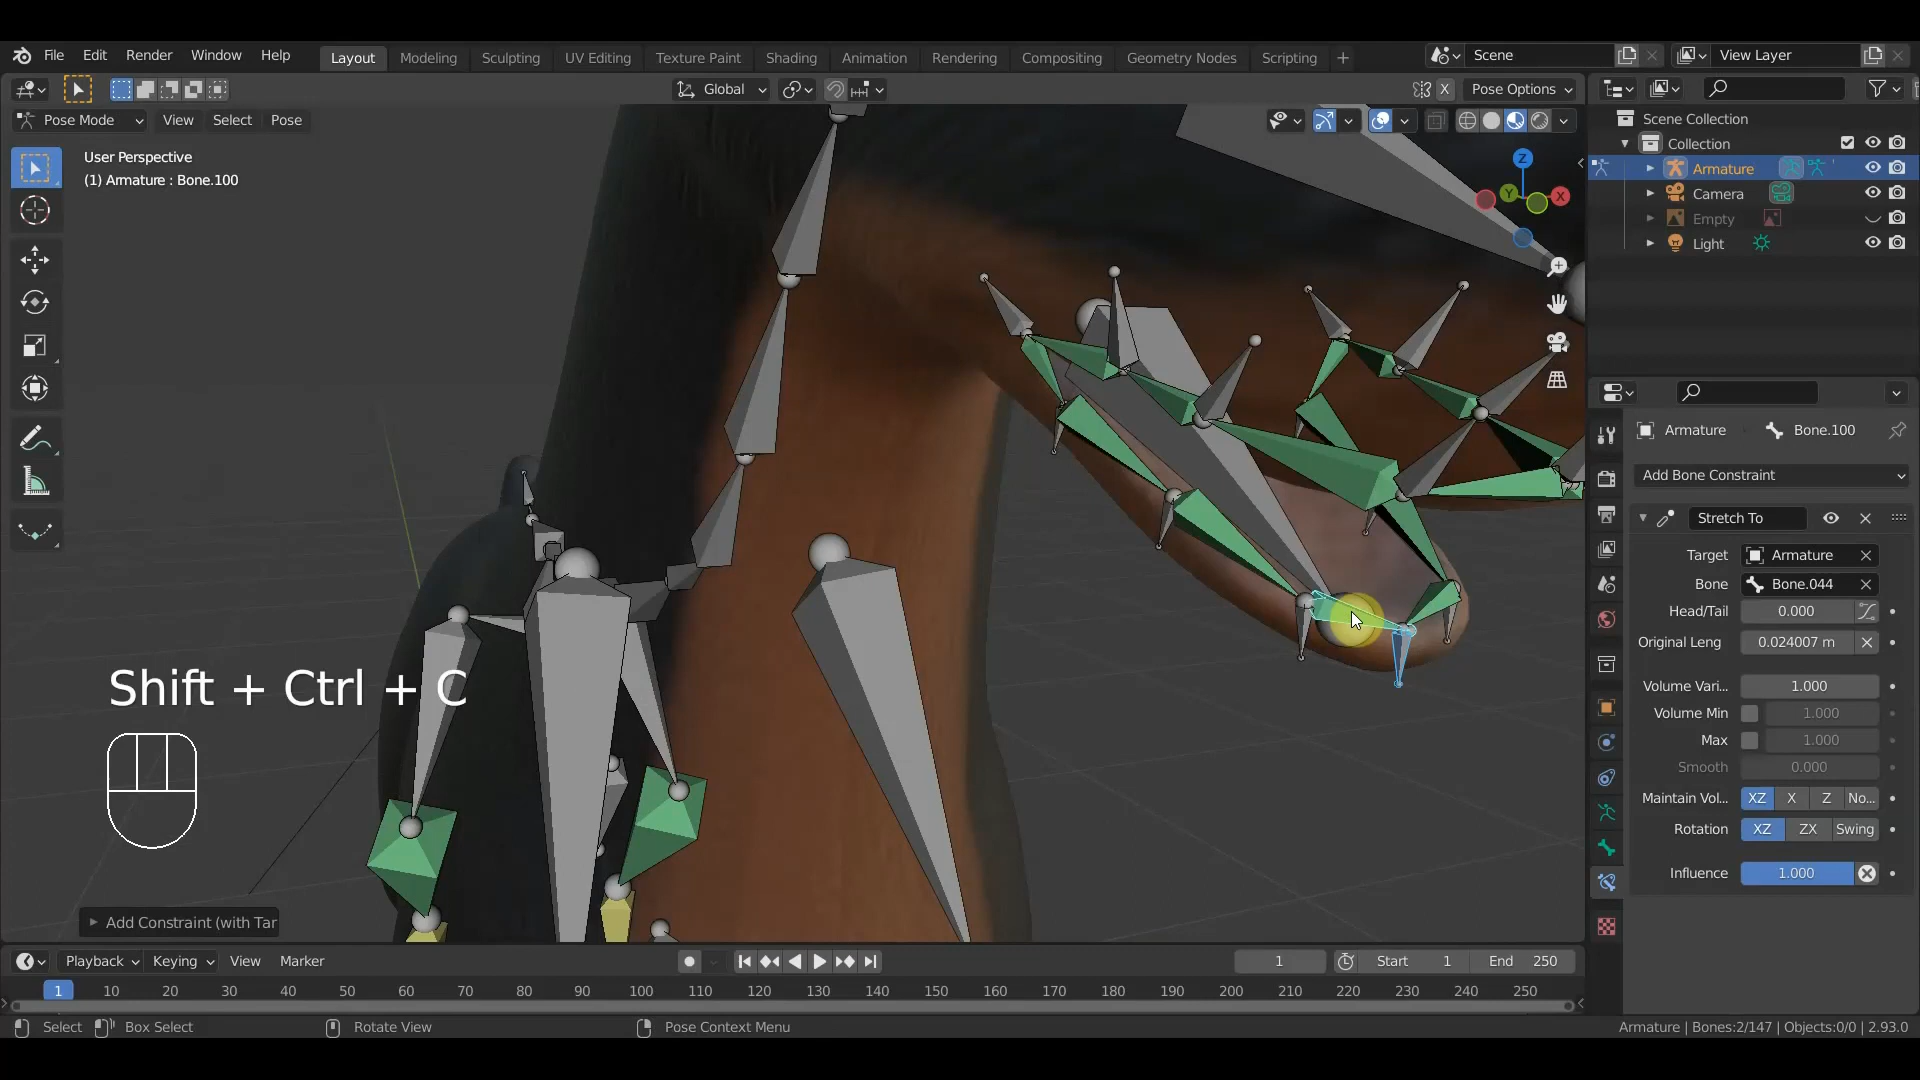 File Edit Render Window Help Layout Modeling Sculpting UV Editing Texture Paint Shading Animation Rendering Compositing Geometry Nodes Scripting + Scene View Layer
Global Pose Options
Pose Mode View Select Pose
User Perspective
(1) Armature : Bone.100
Z
Y
X
Scene Collection
Collection
Armature
Camera
Empty
Light
Armature Bone.100
Add Bone Constraint
Stretch To
Target Armature
Bone Bone.044
Head/Tail 0.000
Original Leng 0.024007 m
Volume Vari... 1.000
Volume Min 1.000
Max 1.000
Smooth 0.000
Maintain Vol... XZ X Z No...
Rotation XZ ZX Swing
Influence 1.000
Shift + Ctrl + C
Add Constraint (with Tar
Playback Keying View Marker 1 Start 1 End 250
1 10 20 30 40 50 60 70 80 90 100 110 120 130 140 150 160 170 180 190 200 210 220 230 240 250
Select Box Select Rotate View Pose Context Menu Armature | Bones:2/147 | Objects:0/0 | 2.93.0